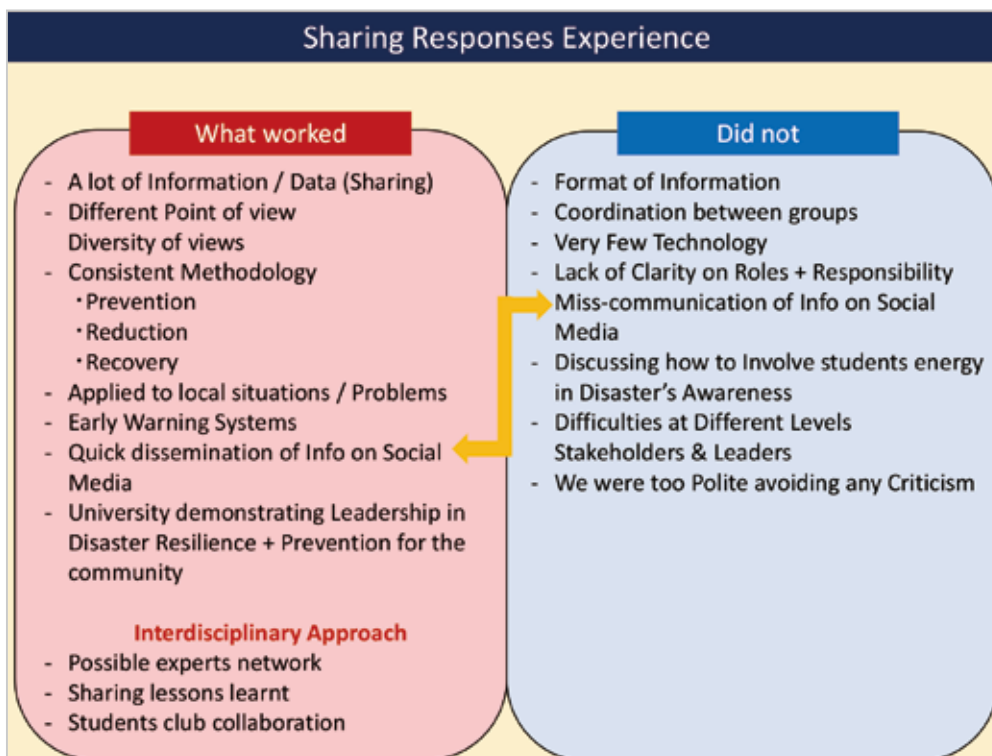 Sharing Responses Experience
What worked
- A lot of Information / Data (Sharing)
- Different Point of view
Diversity of views
- Consistent Methodology
・Prevention
・Reduction
・Recovery
- Applied to local situations / Problems
- Early Warning Systems
- Quick dissemination of Info on Social
Media
- University demonstrating Leadership in
Disaster Resilience + Prevention for the
community
Interdisciplinary Approach
- Possible experts network
- Sharing lessons learnt
- Students club collaboration
Did not
- Format of Information
- Coordination between groups
- Very Few Technology
- Lack of Clarity on Roles + Responsibility
- Miss-communication of Info on Social
Media
- Discussing how to Involve students energy
in Disaster's Awareness
- Difficulties at Different Levels
Stakeholders & Leaders
- We were too Polite avoiding any Criticism